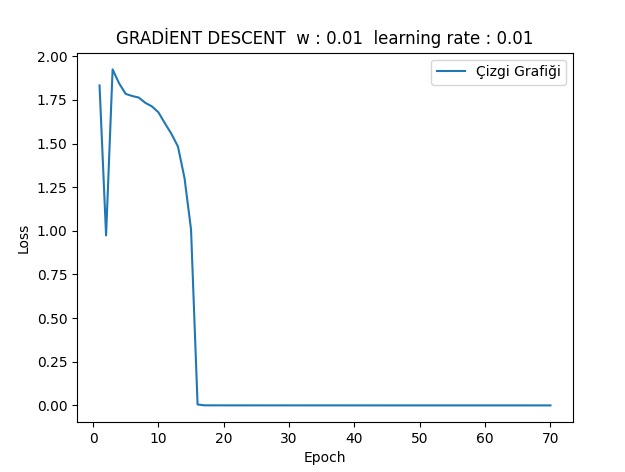 GRADİENT DESCENT  w : 0.01  learning rate : 0.01
Çizgi Grafiği
2.00
1.75
1.50
1.25
1.00
0.75
0.50
0.25
0.00
Loss
0 10 20 30 40 50 60 70
Epoch